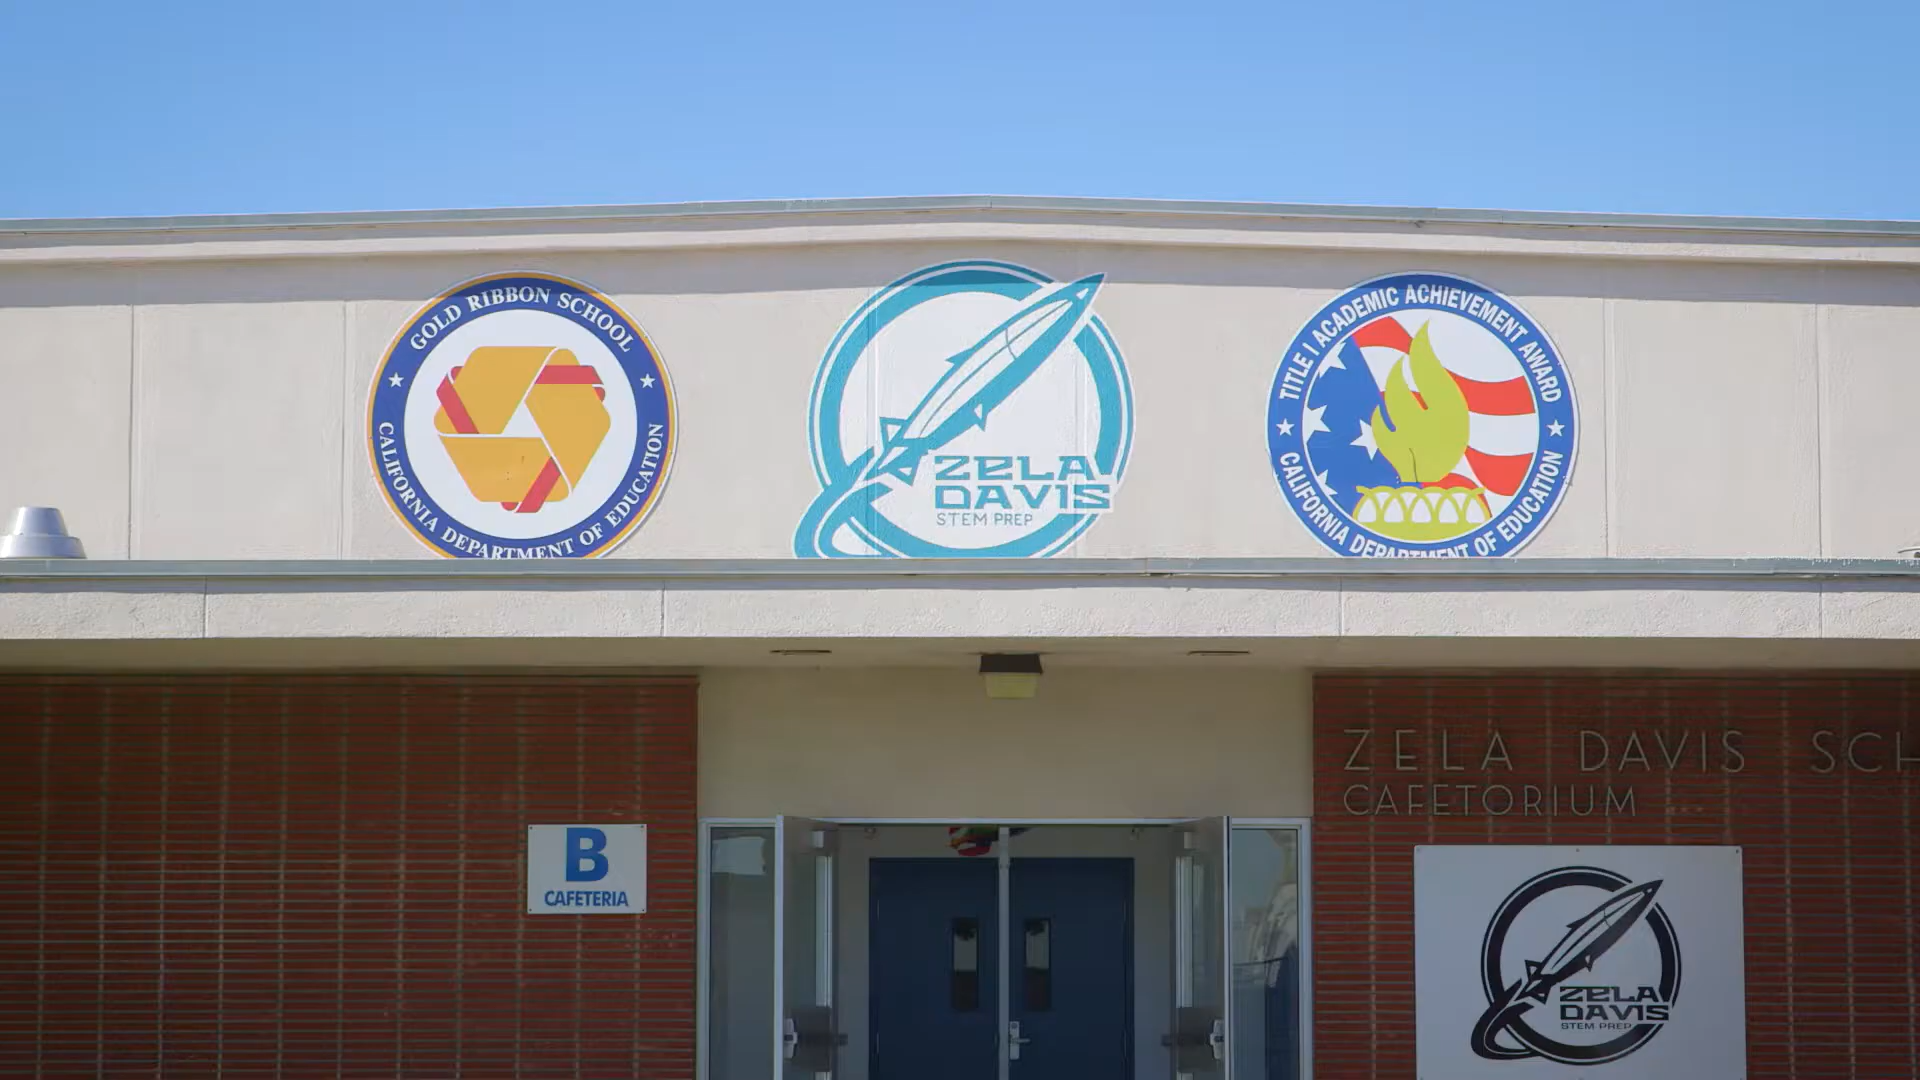 GOLD RIBBON SCHOOL
CALIFORNIA DEPARTMENT OF EDUCATION
ZELA
DAVIS
STEM PREP
TITLE I ACADEMIC ACHIEVEMENT AWARD
CALIFORNIA DEPARTMENT OF EDUCATION
ZELA DAVIS SCH
CAFETORIUM
B
CAFETERIA
ZELA
DAVIS
STEM PREP